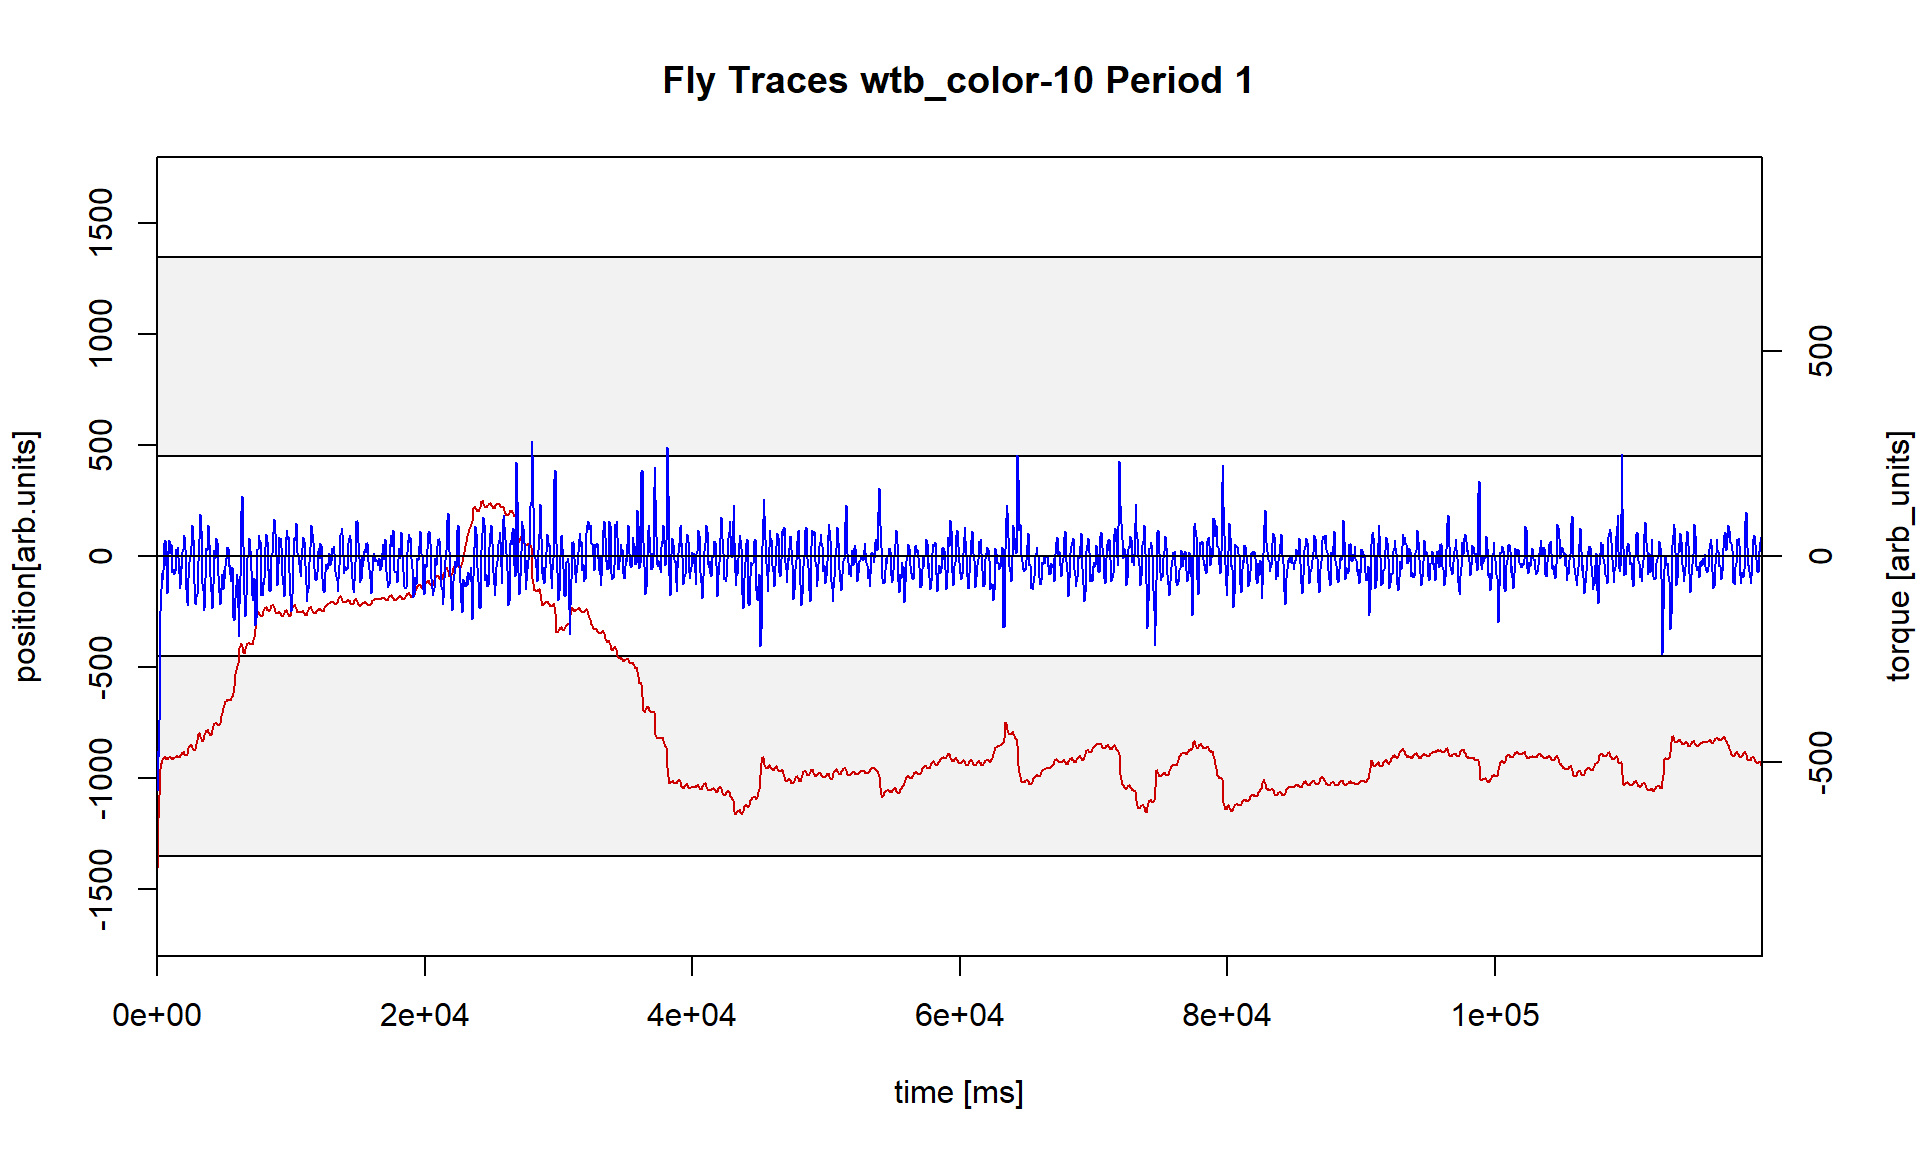 Fly Traces wtb_color-10 Period 1
position[arb.units]
1500
1000
500
0
-500
-1000
-1500
500
0
-500
torque [arb_units]
0e+00 2e+04 4e+04 6e+04 8e+04 1e+05
time [ms]